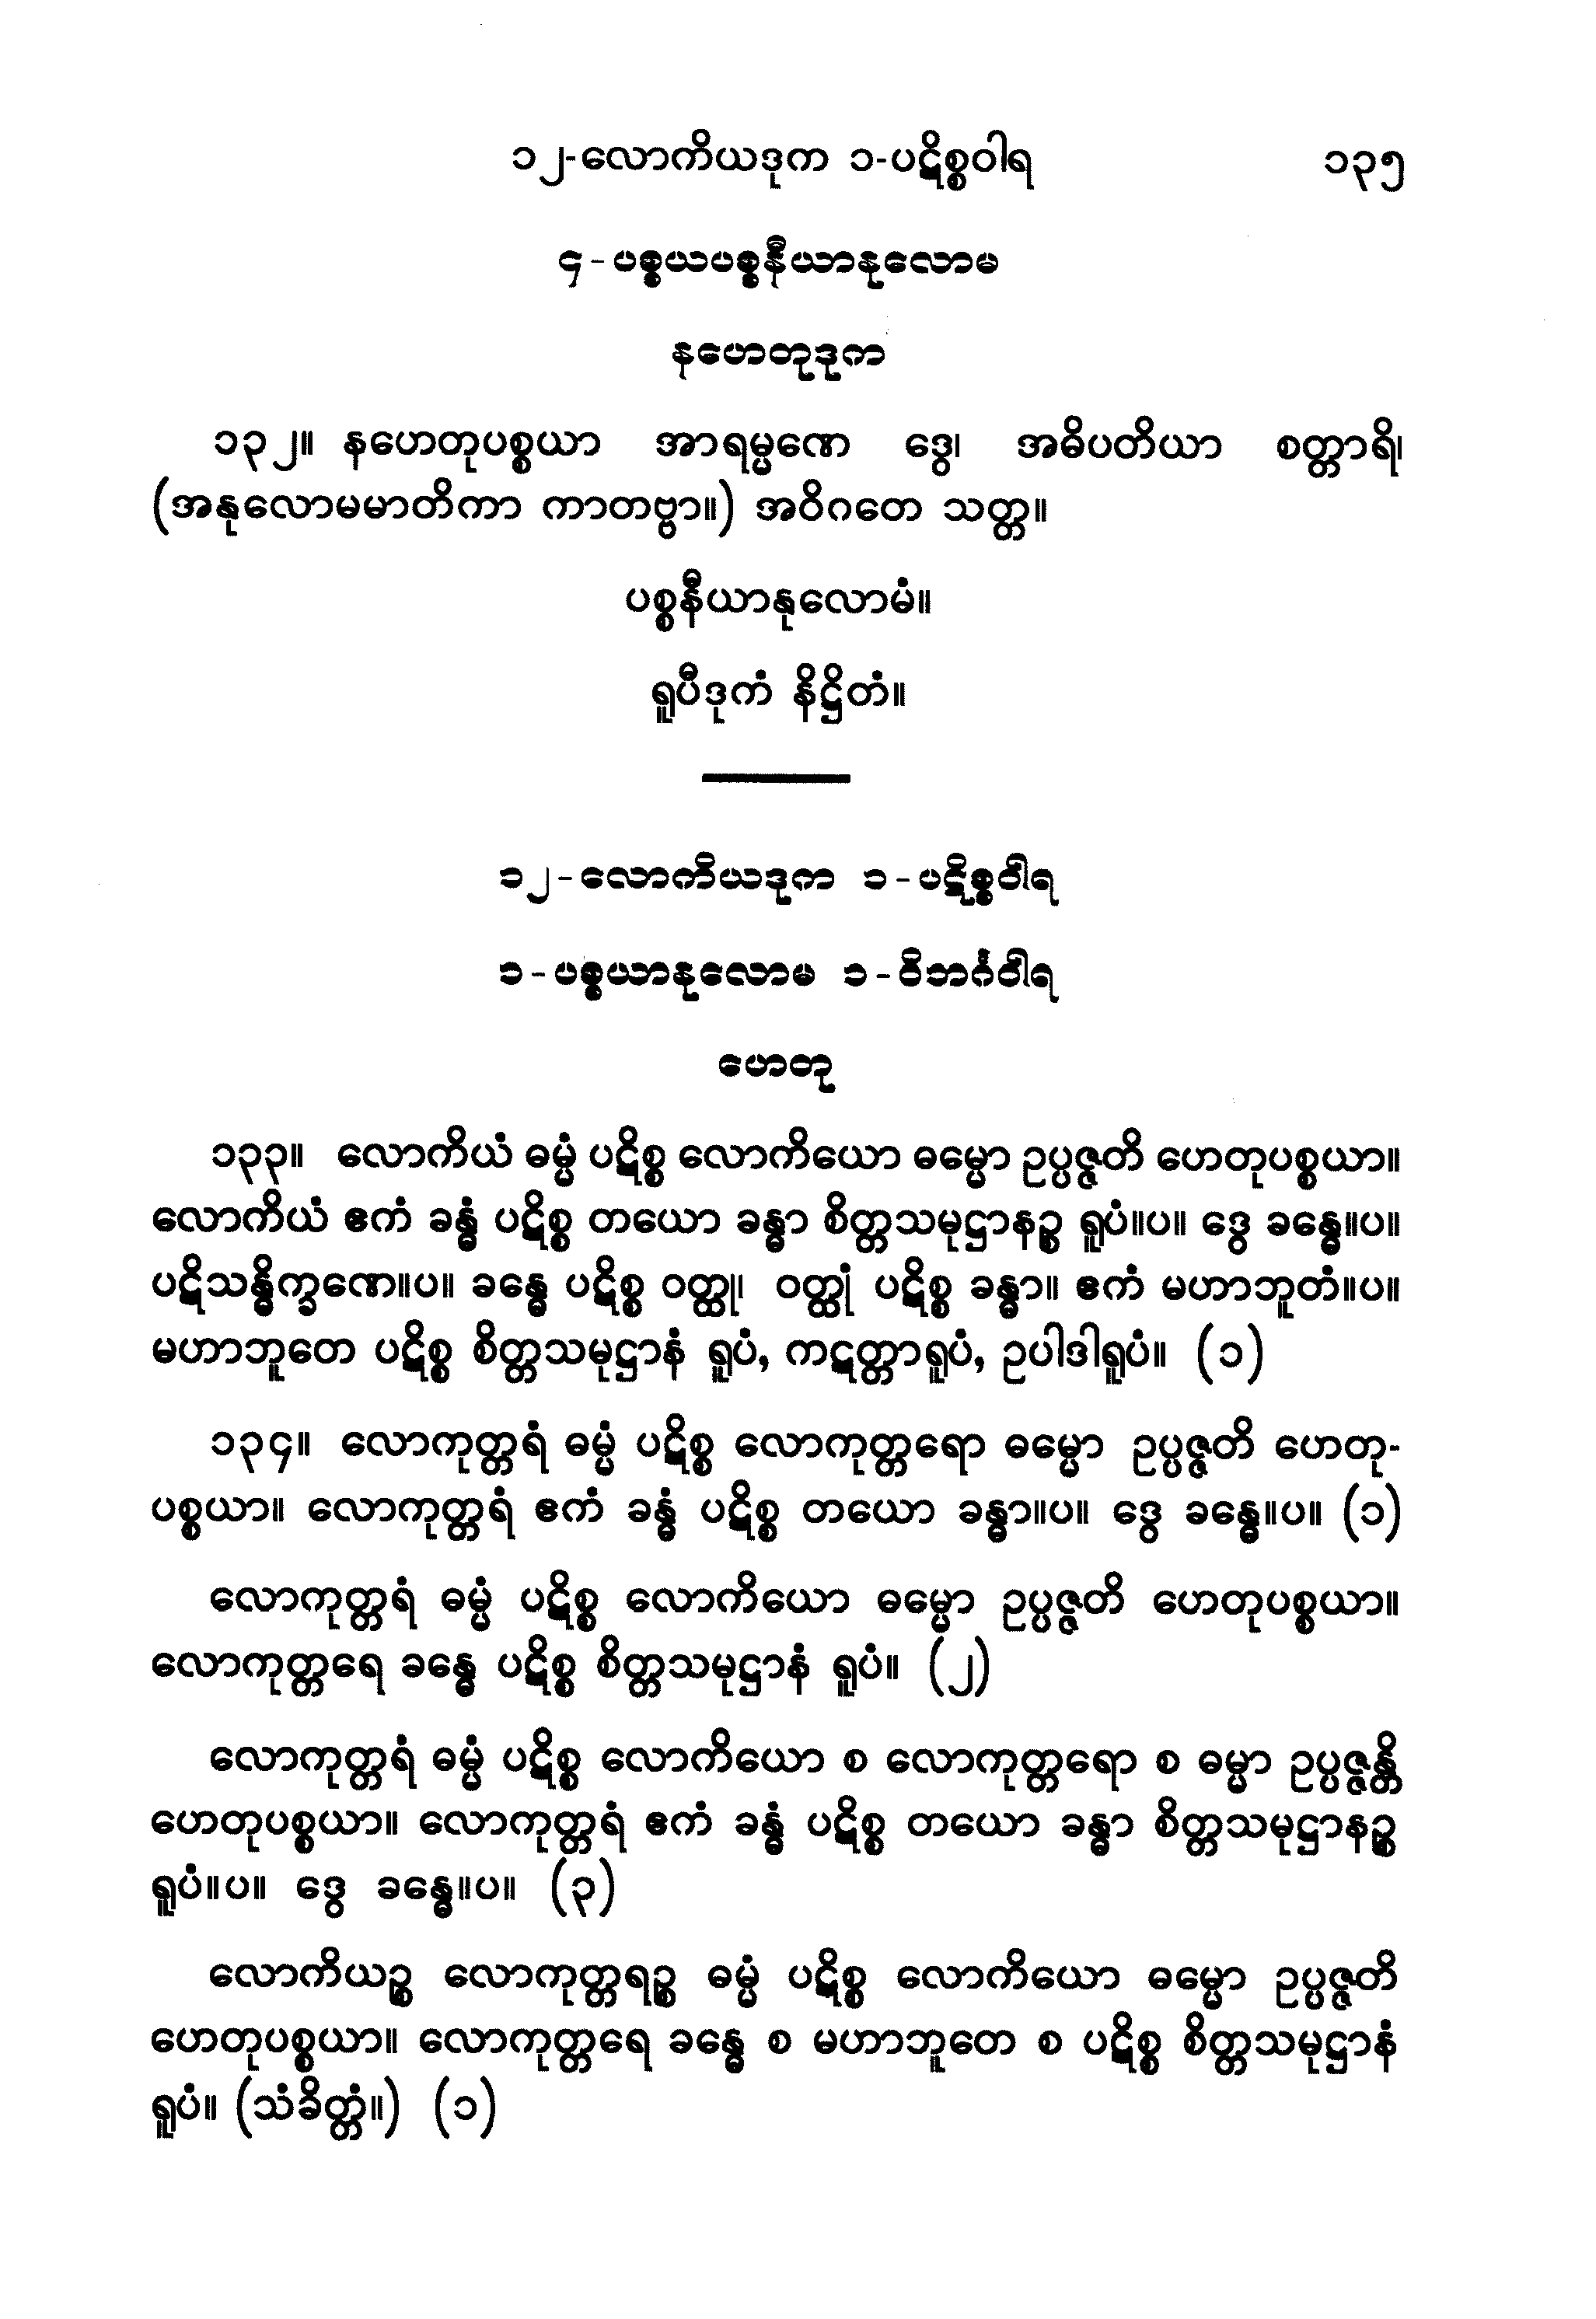 ၁၂-လောကိယဒုက ၁-ပဋိစ္စဝါရ ၁၃၅
၄-ပစ္စယပစ္စနီယာနုလောမ
နဟေတုဒုက
၁၃၂။ နဟေတုပစ္စယာ အာရမ္မဏေ ဒွေ၊ အဓိပတိယာ စတ္တာရိ၊
(အနုလောမမာတိကာ ကာတဗ္ဗာ။) အဝိဂတေ သတ္တ။
ပစ္စနီယာနုလောမံ။
ရူပီဒုကံ နိဋ္ဌိတံ။
၁၂-လောကိယဒုက ၁-ပဋိစ္စဝါရ
၁-ပစ္စယာနုလောမ ၁-ဝိဘင်္ဂဝါရ
ဟေတု
၁၃၃။ လောကိယံ ဓမ္မံ ပဋိစ္စ လောကိယော ဓမ္မော ဥပ္ပဇ္ဇတိ ဟေတုပစ္စယာ။
လောကိယံ ဧကံ ခန္ဓံ ပဋိစ္စ တယော ခန္ဓာ စိတ္တသမုဋ္ဌာနဉ္စ ရူပံ။ပ။ ဒွေ ခန္ဓေ။ပ။
ပဋိသန္ဓိက္ခဏေ။ပ။ ခန္ဓေ ပဋိစ္စ ဝတ္ထု၊ ဝတ္ထုံ ပဋိစ္စ ခန္ဓာ။ ဧကံ မဟာဘူတံ။ပ။
မဟာဘူတေ ပဋိစ္စ စိတ္တသမုဋ္ဌာနံ ရူပံ, ကဋတ္တာရူပံ, ဥပါဒါရူပံ။ (၁)
၁၃၄။ လောကုတ္တရံ ဓမ္မံ ပဋိစ္စ လောကုတ္တရော ဓမ္မော ဥပ္ပဇ္ဇတိ ဟေတု-
ပစ္စယာ။ လောကုတ္တရံ ဧကံ ခန္ဓံ ပဋိစ္စ တယော ခန္ဓာ။ပ။ ဒွေ ခန္ဓေ။ပ။ (၁)
လောကုတ္တရံ ဓမ္မံ ပဋိစ္စ လောကိယော ဓမ္မော ဥပ္ပဇ္ဇတိ ဟေတုပစ္စယာ။
လောကုတ္တရေ ခန္ဓေ ပဋိစ္စ စိတ္တသမုဋ္ဌာနံ ရူပံ။ (၂)
လောကုတ္တရံ ဓမ္မံ ပဋိစ္စ လောကိယော စ လောကုတ္တရော စ ဓမ္မာ ဥပ္ပဇ္ဇန္တိ
ဟေတုပစ္စယာ။ လောကုတ္တရံ ဧကံ ခန္ဓံ ပဋိစ္စ တယော ခန္ဓာ စိတ္တသမုဋ္ဌာနဉ္စ
ရူပံ။ပ။ ဒွေ ခန္ဓေ။ပ။ (၃)
လောကိယဉ္စ လောကုတ္တရဉ္စ ဓမ္မံ ပဋိစ္စ လောကိယော ဓမ္မော ဥပ္ပဇ္ဇတိ
ဟေတုပစ္စယာ။ လောကုတ္တရေ ခန္ဓေ စ မဟာဘူတေ စ ပဋိစ္စ စိတ္တသမုဋ္ဌာနံ
ရူပံ။ (သံခိတ္တံ။) (၁)